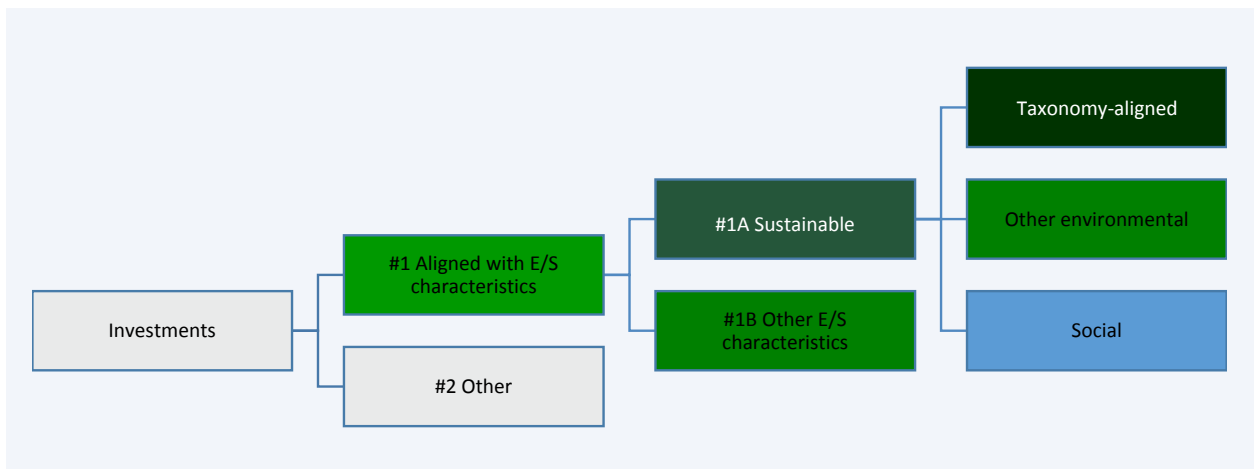 Investments
#1 Aligned with E/S
characteristics
#2 Other
#1A Sustainable
#1B Other E/S
characteristics
Taxonomy-aligned
Other environmental
Social